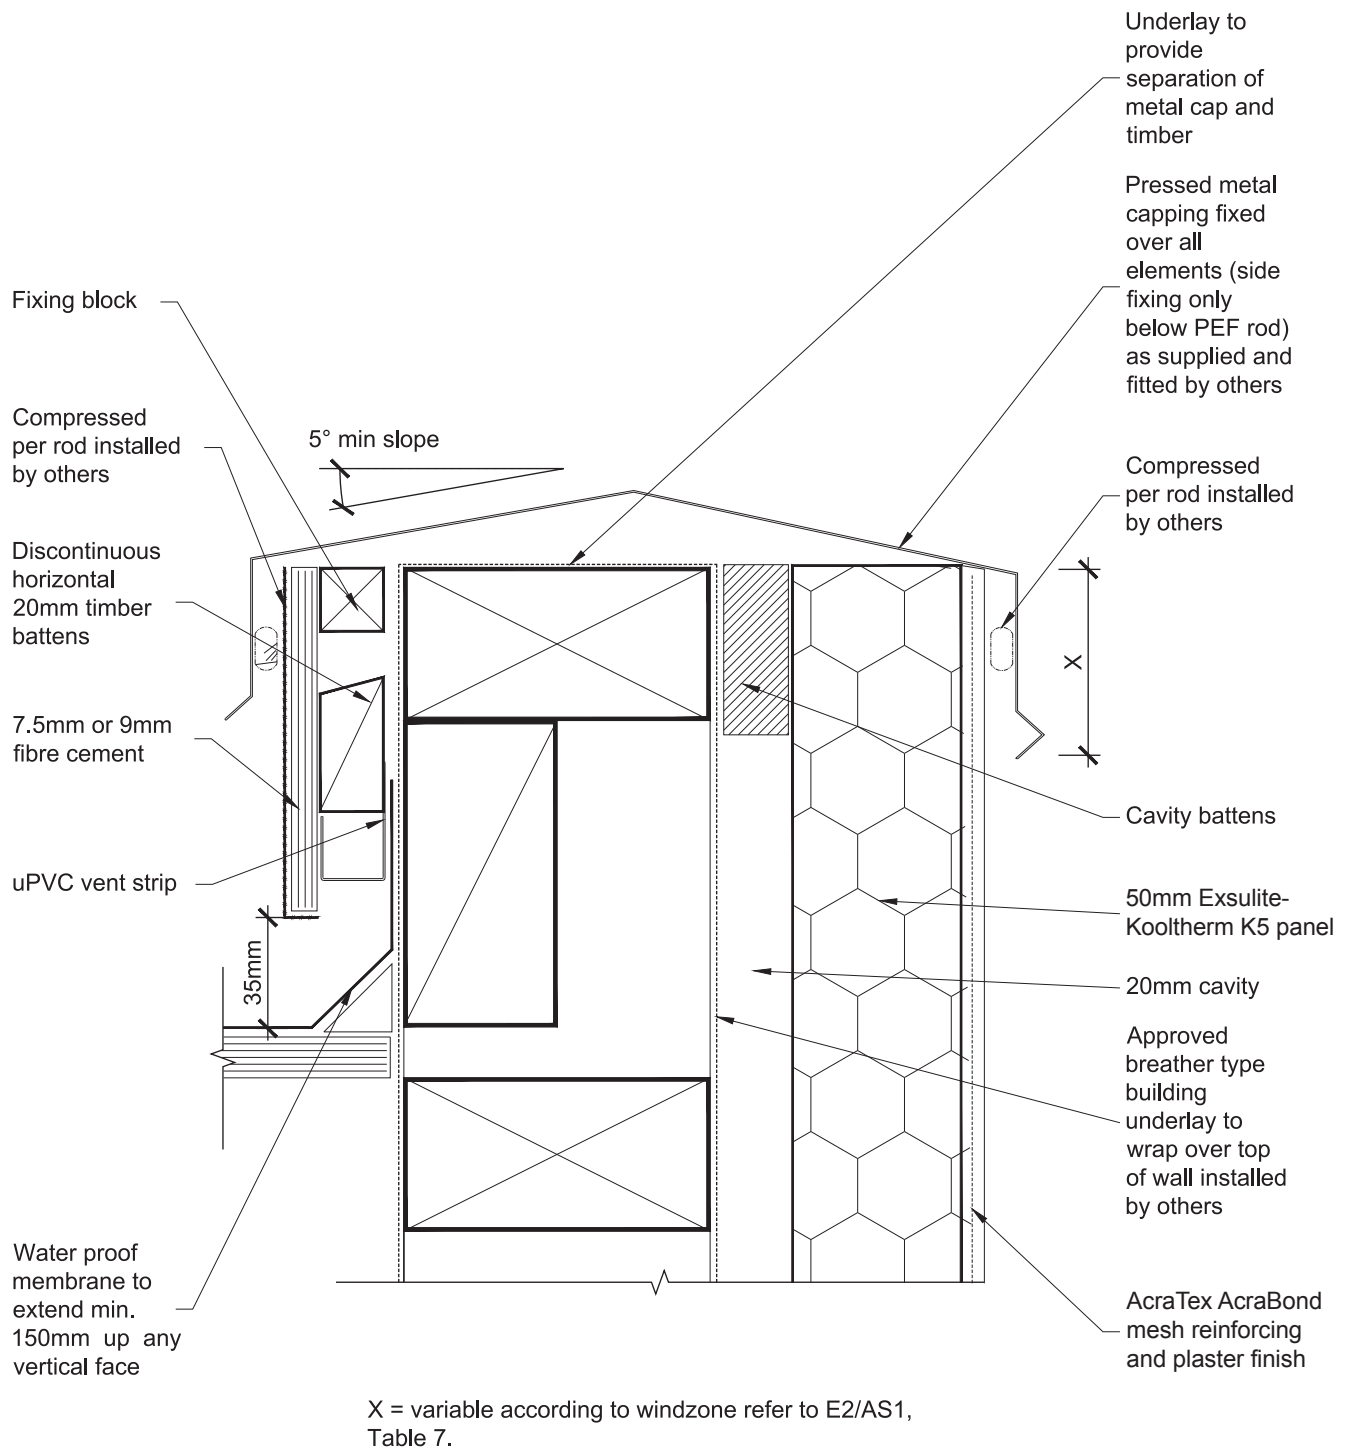 Underlay to
provide
separation of
metal cap and
timber
Pressed metal
capping fixed
over all
elements (side
fixing only
below PEF rod)
as supplied and
fitted by others
Fixing block
Compressed
per rod installed
by others
5° min slope
Compressed
per rod installed
by others
Discontinuous
horizontal
20mm timber
battens
X
7.5mm or 9mm
fibre cement
Cavity battens
uPVC vent strip
50mm Exsulite-
Kooltherm K5 panel
35mm
20mm cavity
Approved
breather type
building
underlay to
wrap over top
of wall installed
by others
Water proof
membrane to
extend min.
150mm up any
vertical face
AcraTex AcraBond
mesh reinforcing
and plaster finish
X = variable according to windzone refer to E2/AS1,
Table 7.